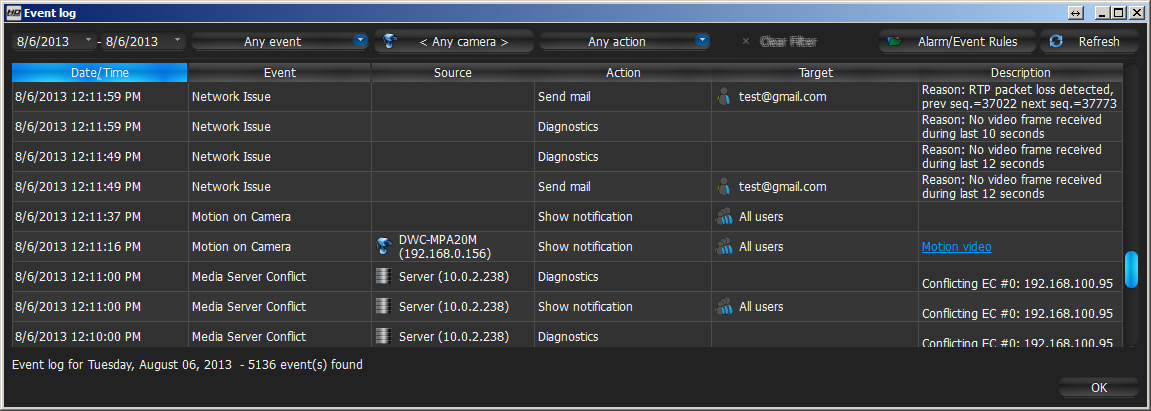 HD Event log
8/6/2013 - 8/6/2013 Any event < Any camera > Any action × Clear Filter Alarm/Event Rules Refresh
Date/Time Event Source Action Target Description
8/6/2013 12:11:59 PM Network Issue Send mail test@gmail.com Reason: RTP packet loss detected,
prev seq.=37022 next seq.=37773
8/6/2013 12:11:59 PM Network Issue Diagnostics Reason: No video frame received
during last 10 seconds
8/6/2013 12:11:49 PM Network Issue Diagnostics Reason: No video frame received
during last 12 seconds
8/6/2013 12:11:49 PM Network Issue Send mail test@gmail.com Reason: No video frame received
during last 12 seconds
8/6/2013 12:11:37 PM Motion on Camera Show notification All users
8/6/2013 12:11:16 PM Motion on Camera DWC-MPA20M
(192.168.0.156) Show notification All users Motion video
8/6/2013 12:11:00 PM Media Server Conflict Server (10.0.2.238) Diagnostics
Conflicting EC #0: 192.168.100.95
8/6/2013 12:11:00 PM Media Server Conflict Server (10.0.2.238) Show notification All users
Conflicting EC #0: 192.168.100.95
8/6/2013 12:10:00 PM Media Server Conflict Server (10.0.2.238) Diagnostics
Conflicting EC #0: 192.168.100.95
Event log for Tuesday, August 06, 2013 - 5136 event(s) found
OK